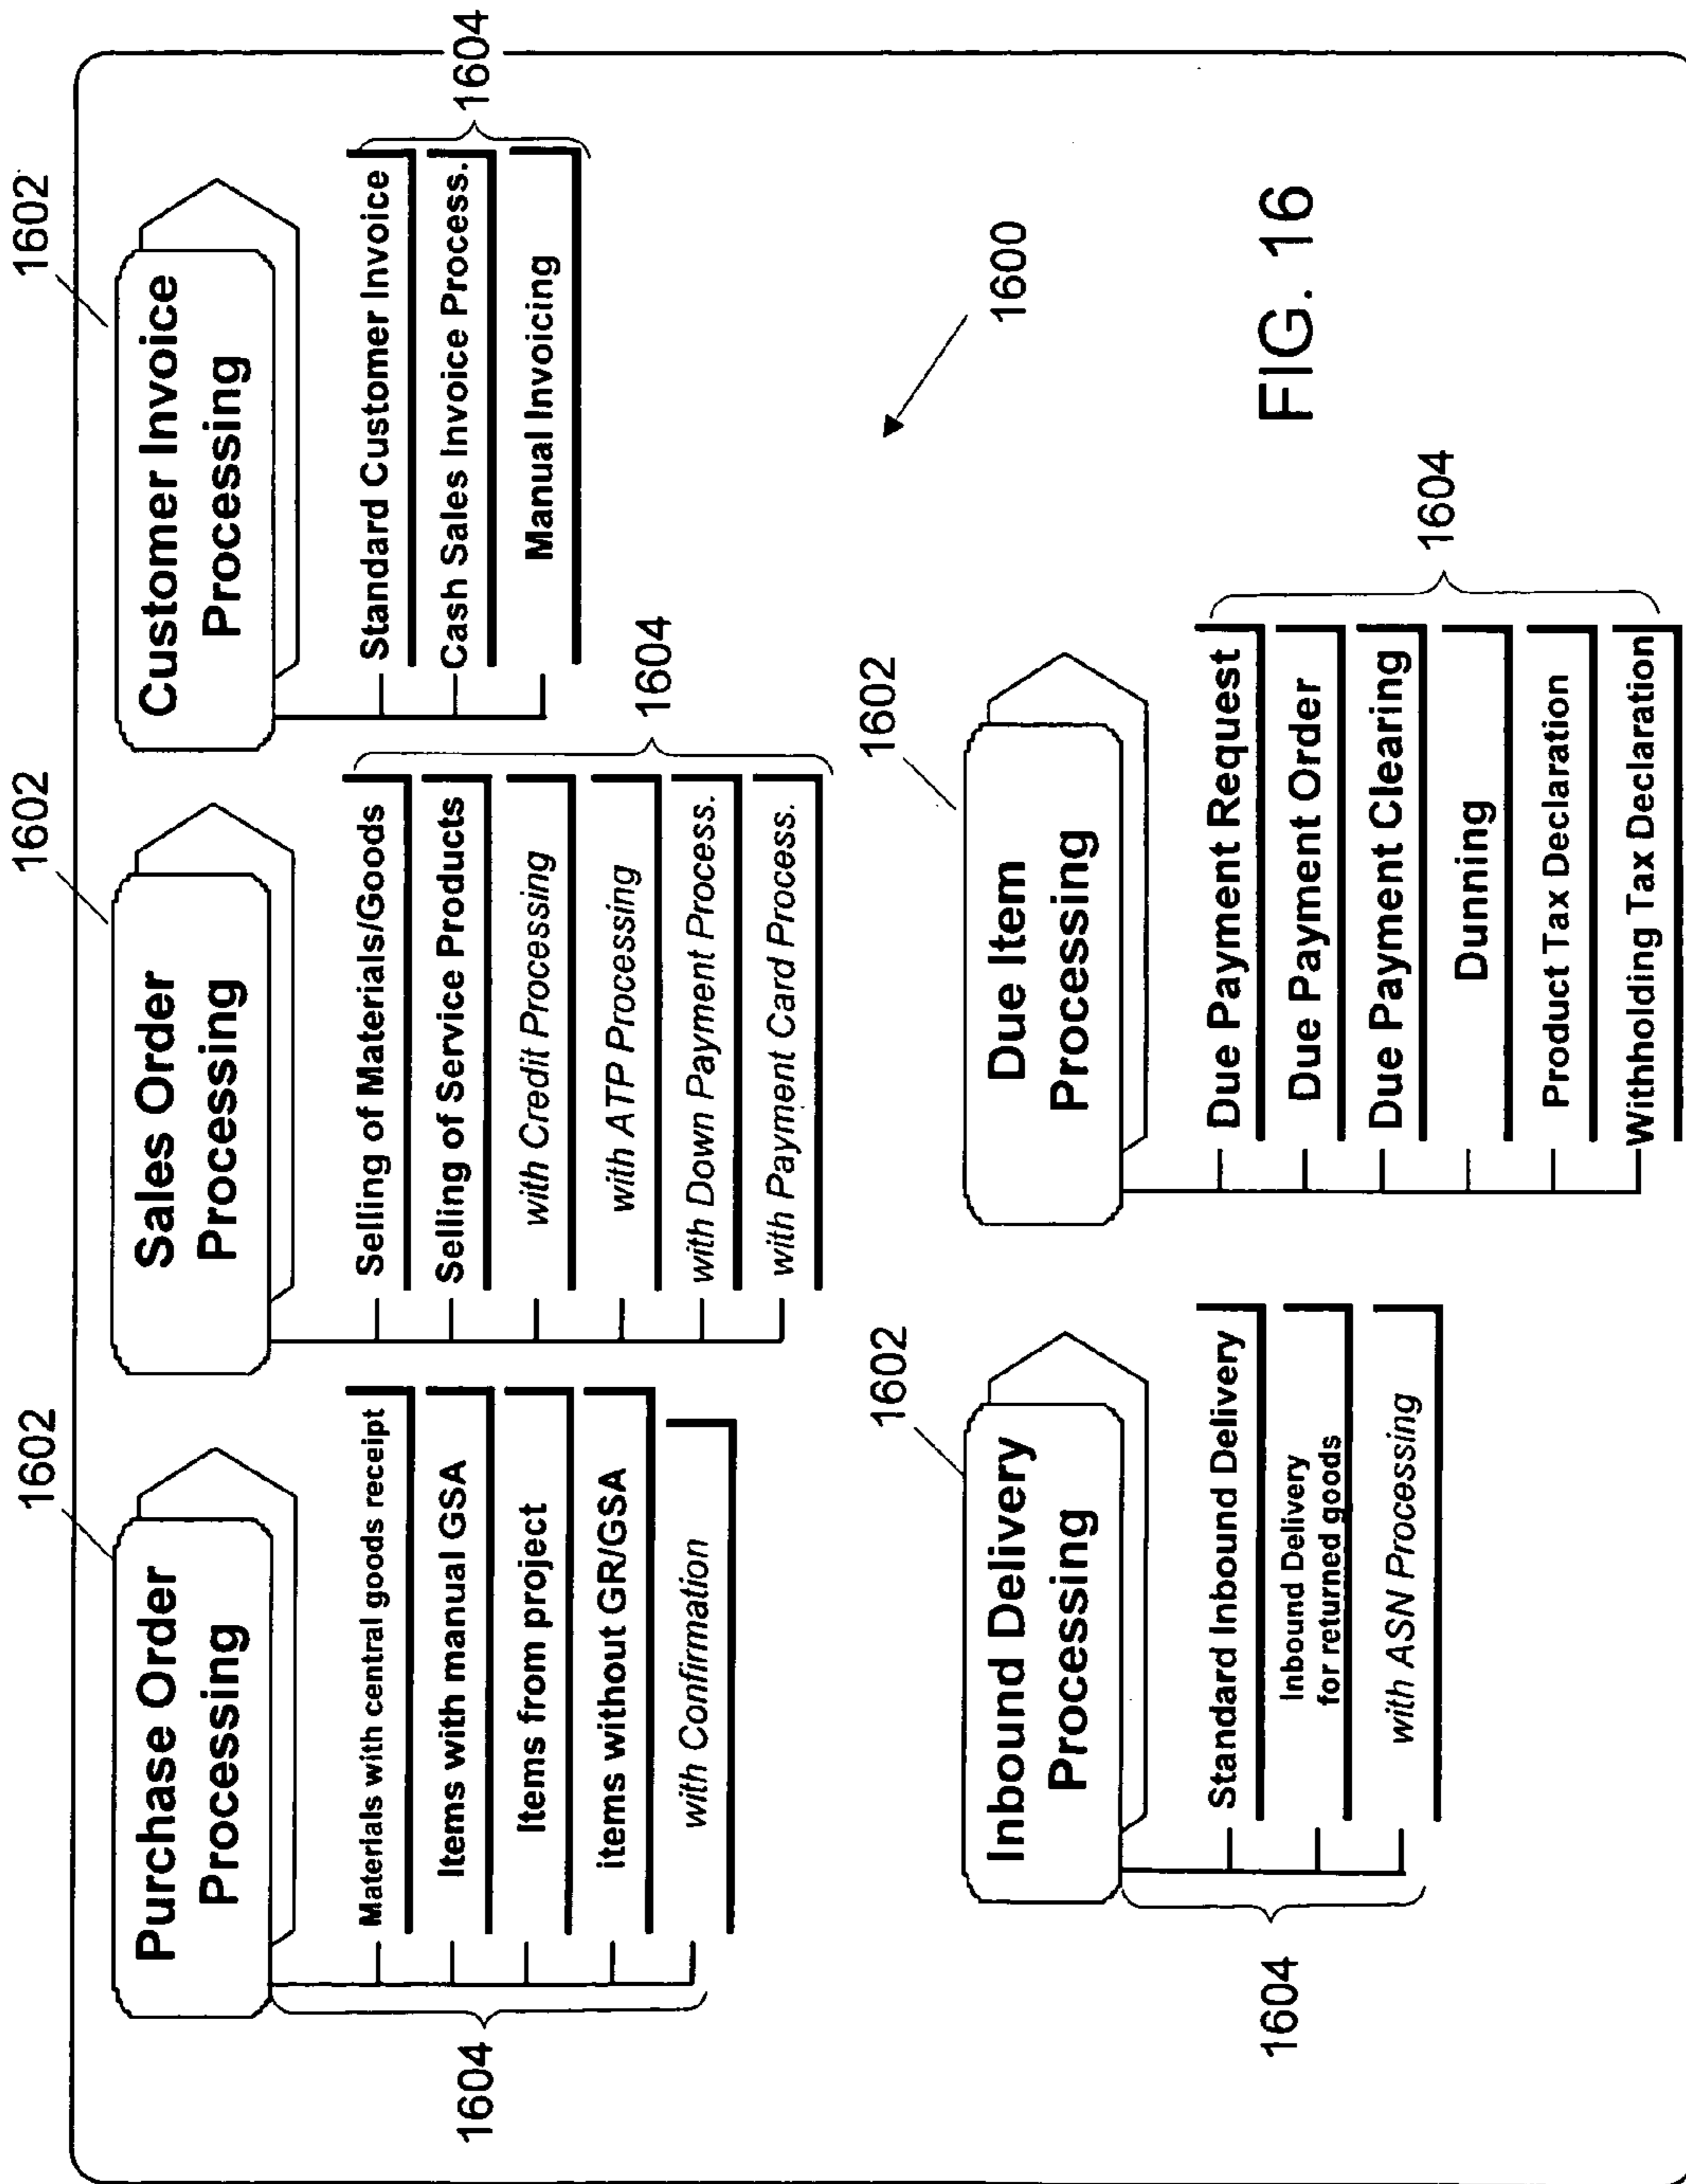 1602
Purchase Order
Processing
Materials with central goods receipt
Items with manual GSA
Items from project
items without GR/GSA
with Confirmation
1604
1602
Sales Order
Processing
Selling of Materials/Goods
Selling of Service Products
with Credit Processing
with ATP Processing
with Down Payment Process.
with Payment Card Process.
1604
1602
Customer Invoice
Processing
Standard Customer Invoice
Cash Sales Invoice Process.
Manual Invoicing
1604
1602
Inbound Delivery
Processing
Standard Inbound Delivery
Inbound Delivery
for returned goods
with ASN Processing
1604
1602
Due Item
Processing
Due Payment Request
Due Payment Order
Due Payment Clearing
Dunning
Product Tax Declaration
Withholding Tax Declaration
1604
1600
FIG. 16